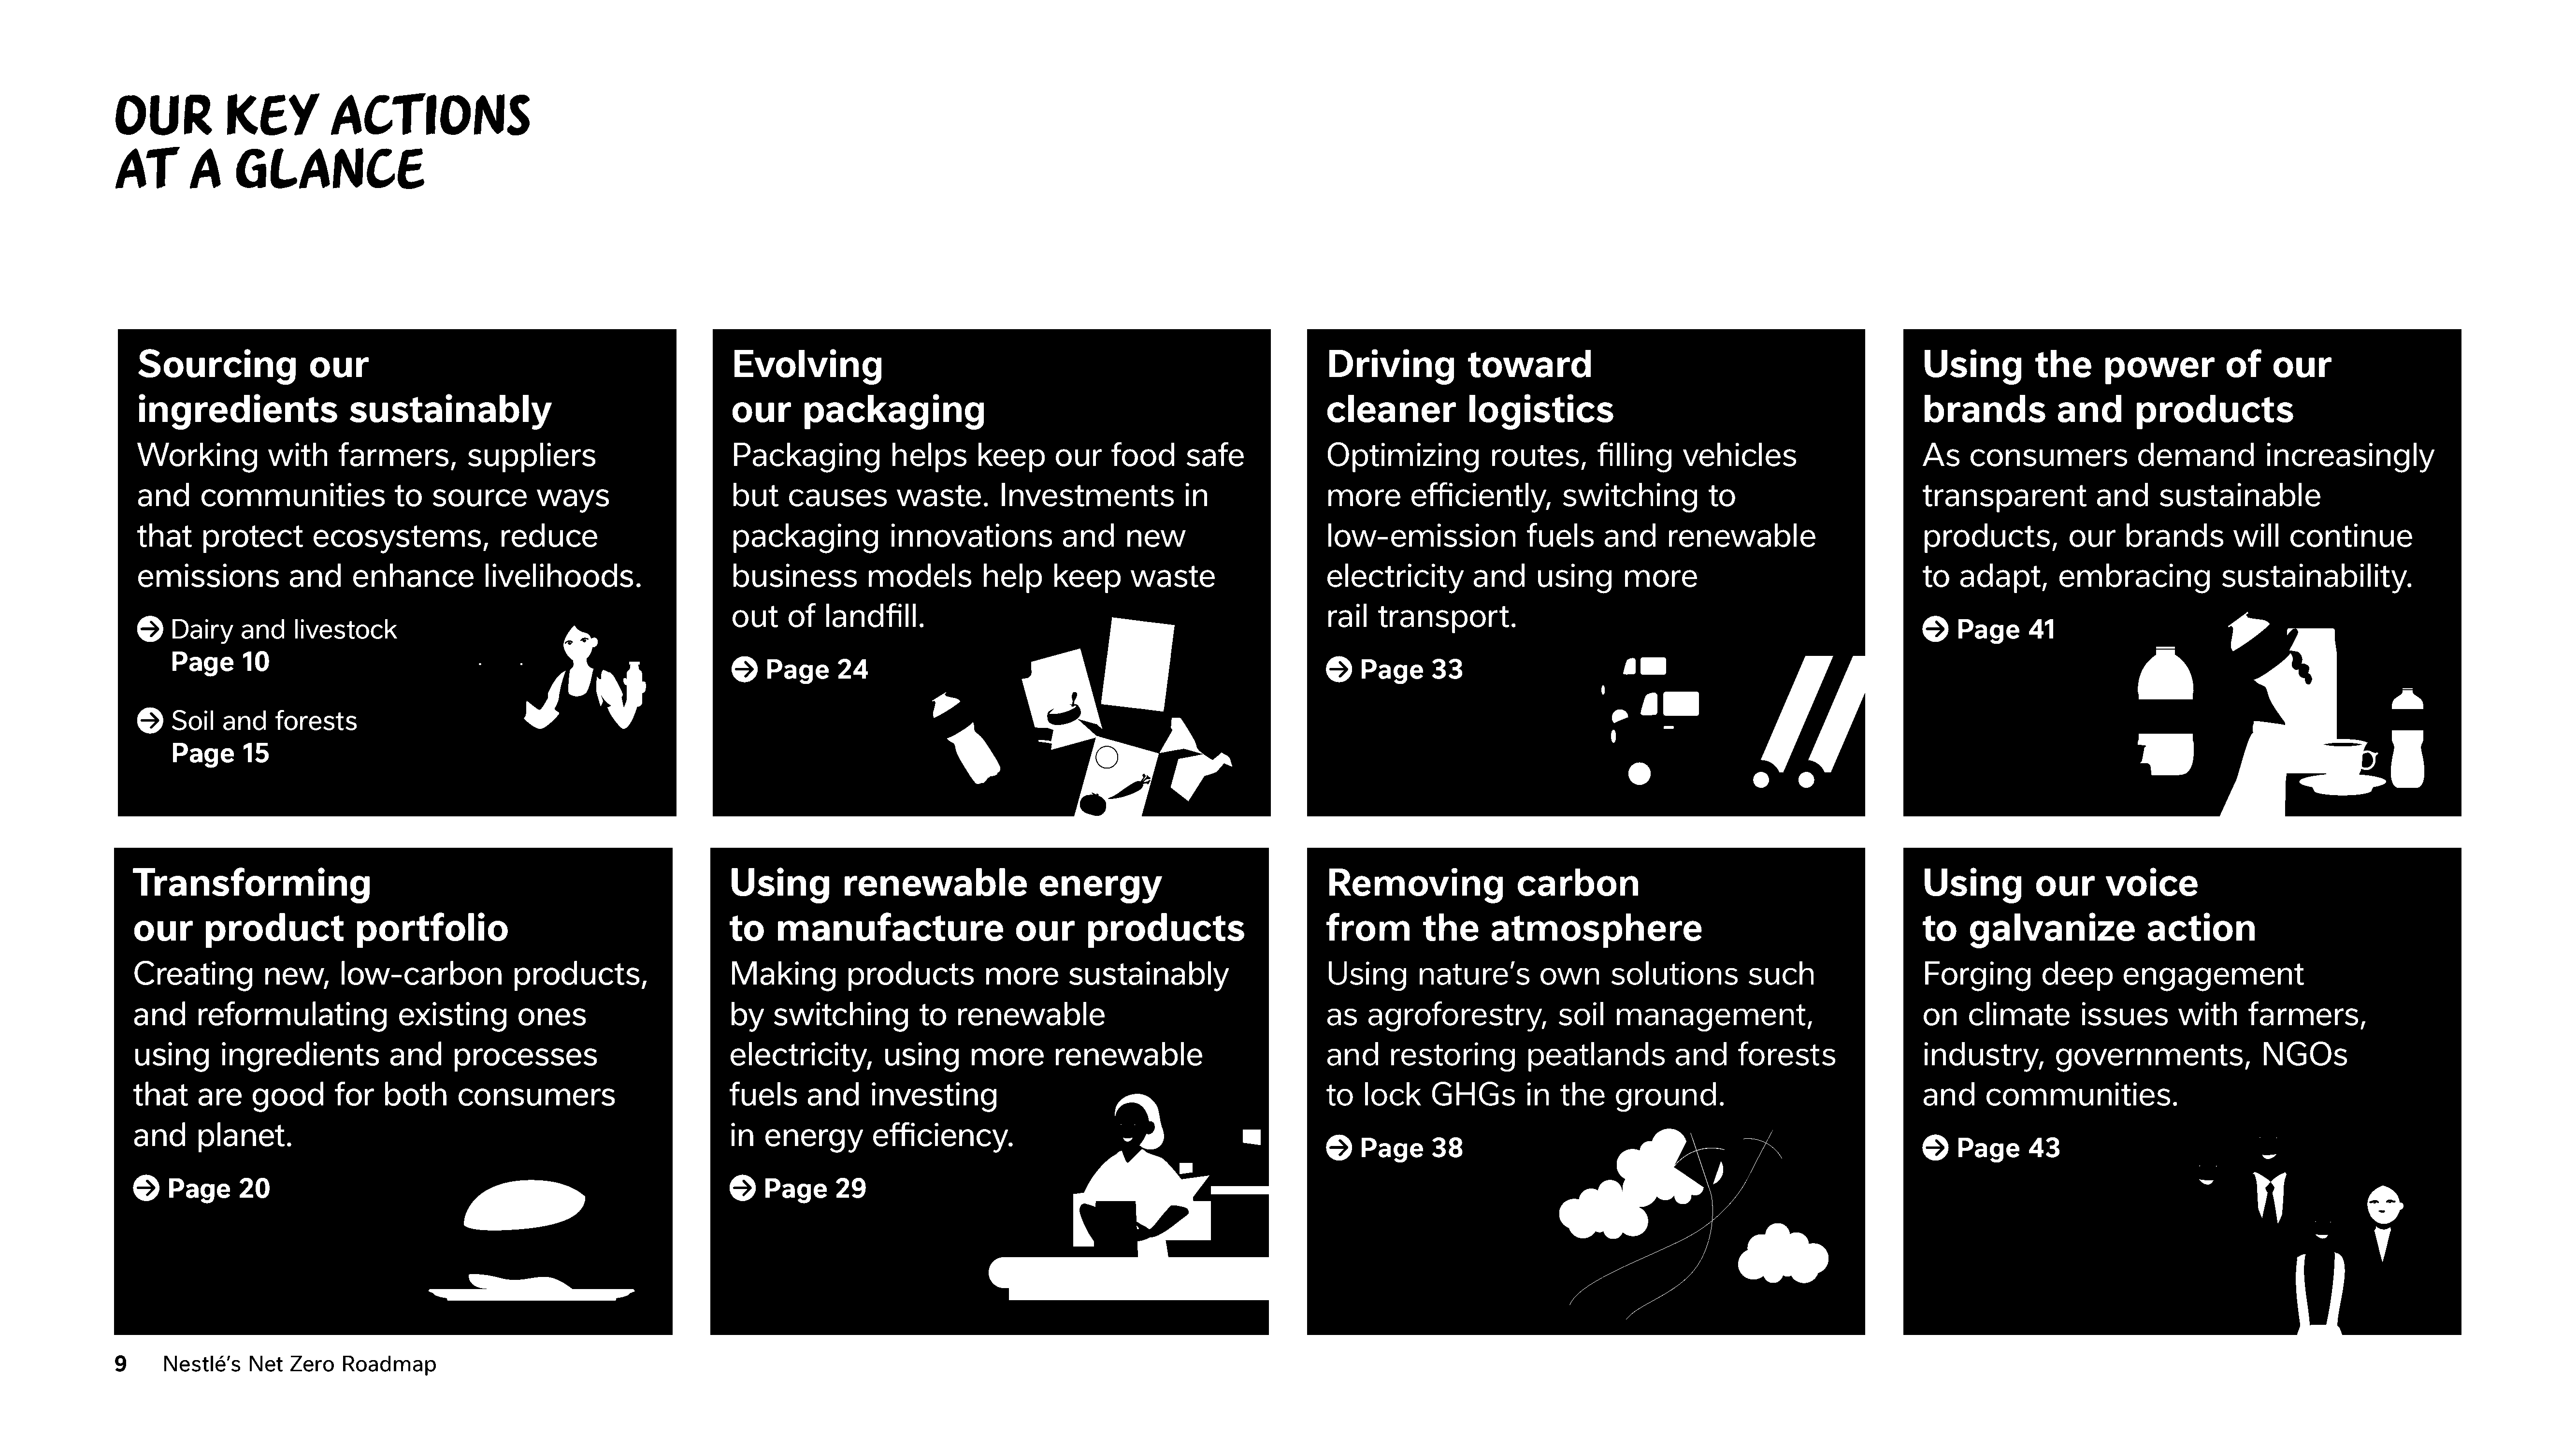 OUR KEY ACTIONS
AT A GLANCE
Sourcing our
ingredients sustainably
Working with farmers, suppliers
and communities to source ways
that protect ecosystems, reduce
emissions and enhance livelihoods.
Dairy and livestock
Page 10
Soil and forests
Page 15
Evolving
our packaging
Packaging helps keep our food safe
but causes waste. Investments in
packaging innovations and new
business models help keep waste
out of landfill.
Page 24
Driving toward
cleaner logistics
Optimizing routes, filling vehicles
more efficiently, switching to
low-emission fuels and renewable
electricity and using more
rail transport.
Page 33
Using the power of our
brands and products
As consumers demand increasingly
transparent and sustainable
products, our brands will continue
to adapt, embracing sustainability.
Page 41
Transforming
our product portfolio
Creating new, low-carbon products,
and reformulating existing ones
using ingredients and processes
that are good for both consumers
and planet.
Page 20
Using renewable energy
to manufacture our products
Making products more sustainably
by switching to renewable
electricity, using more renewable
fuels and investing
in energy efficiency.
Page 29
Removing carbon
from the atmosphere
Using nature’s own solutions such
as agroforestry, soil management,
and restoring peatlands and forests
to lock GHGs in the ground.
Page 38
Using our voice
to galvanize action
Forging deep engagement
on climate issues with farmers,
industry, governments, NGOs
and communities.
Page 43
9 Nestlé’s Net Zero Roadmap